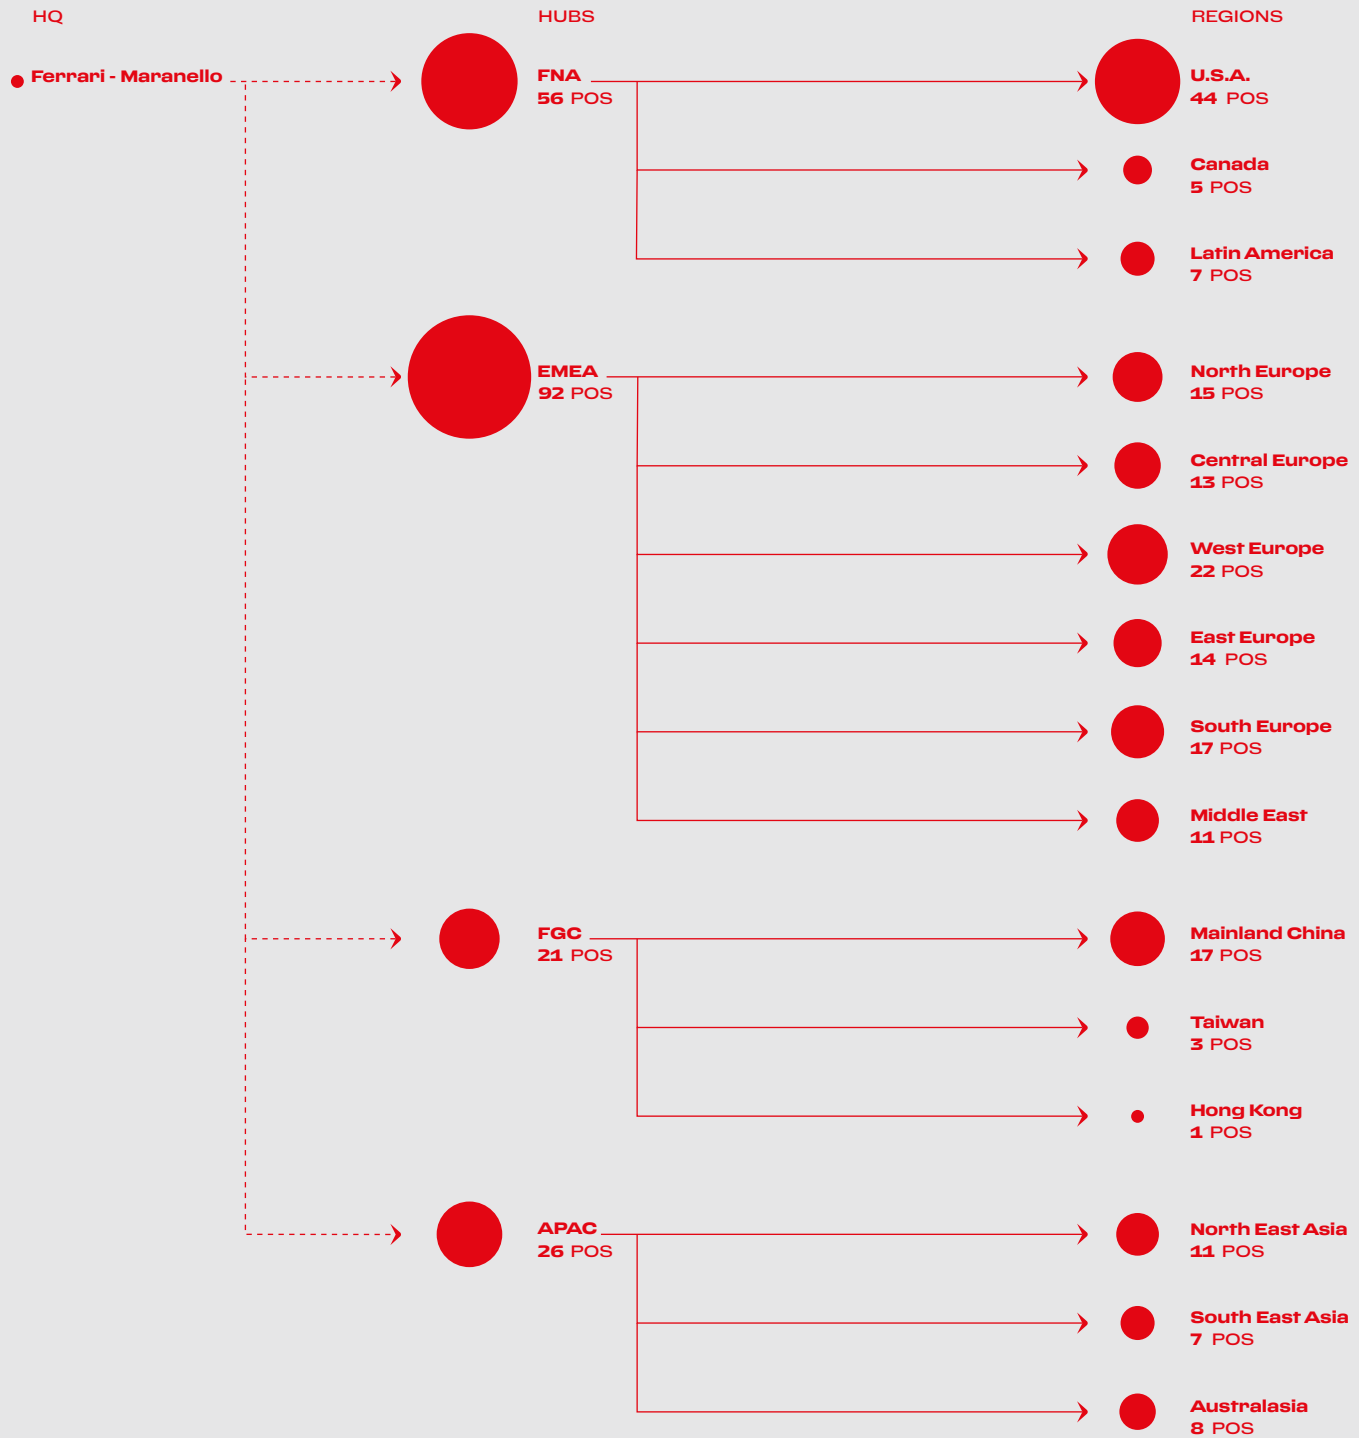 HQ
HUBS
REGIONS
Ferrari - Maranello
FNA
56 POS
U.S.A.
44 POS
Canada
5 POS
Latin America
7 POS
EMEA
92 POS
North Europe
15 POS
Central Europe
13 POS
West Europe
22 POS
East Europe
14 POS
South Europe
17 POS
Middle East
11 POS
FGC
21 POS
Mainland China
17 POS
Taiwan
3 POS
Hong Kong
1 POS
APAC
26 POS
North East Asia
11 POS
South East Asia
7 POS
Australasia
8 POS